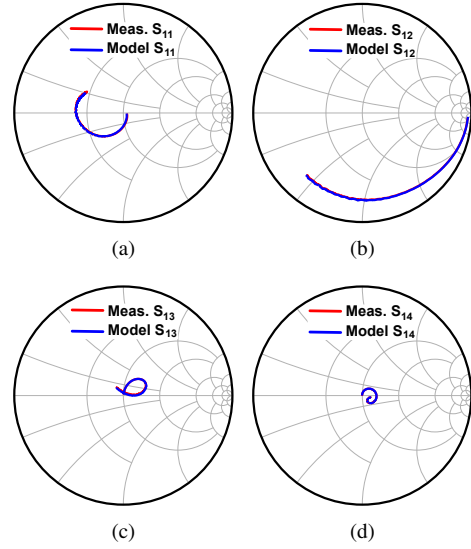 Meas. S11
Model S11
Meas. S12
Model S12
(a)
(b)
Meas. S13
Model S13
Meas. S14
Model S14
(c)
(d)